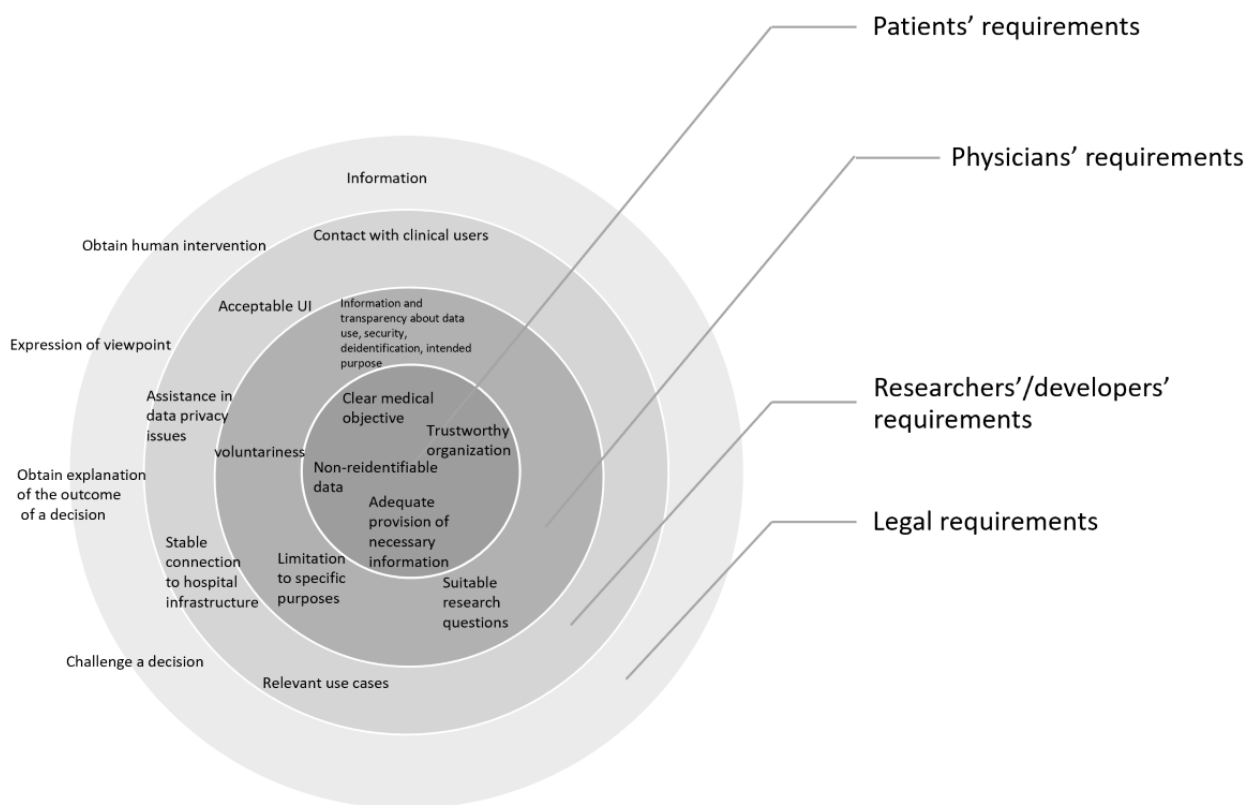 Patients’ requirements
Physicians’ requirements
Information
Contact with clinical users
Obtain human intervention
Acceptable UI
Information and
transparency about data
use, security,
deidentification, intended
purpose
Expression of viewpoint
Clear medical
objective
Assistance in
data privacy
issues
Researchers’/developers’
requirements
Trustworthy
organization
voluntariness
Non-reidentifiable
data
Obtain explanation
of the outcome
of a decision
Adequate
provision of
necessary
information
Legal requirements
Stable
connection
to hospital
infrastructure
Limitation
to specific
purposes
Suitable
research
questions
Challenge a decision
Relevant use cases